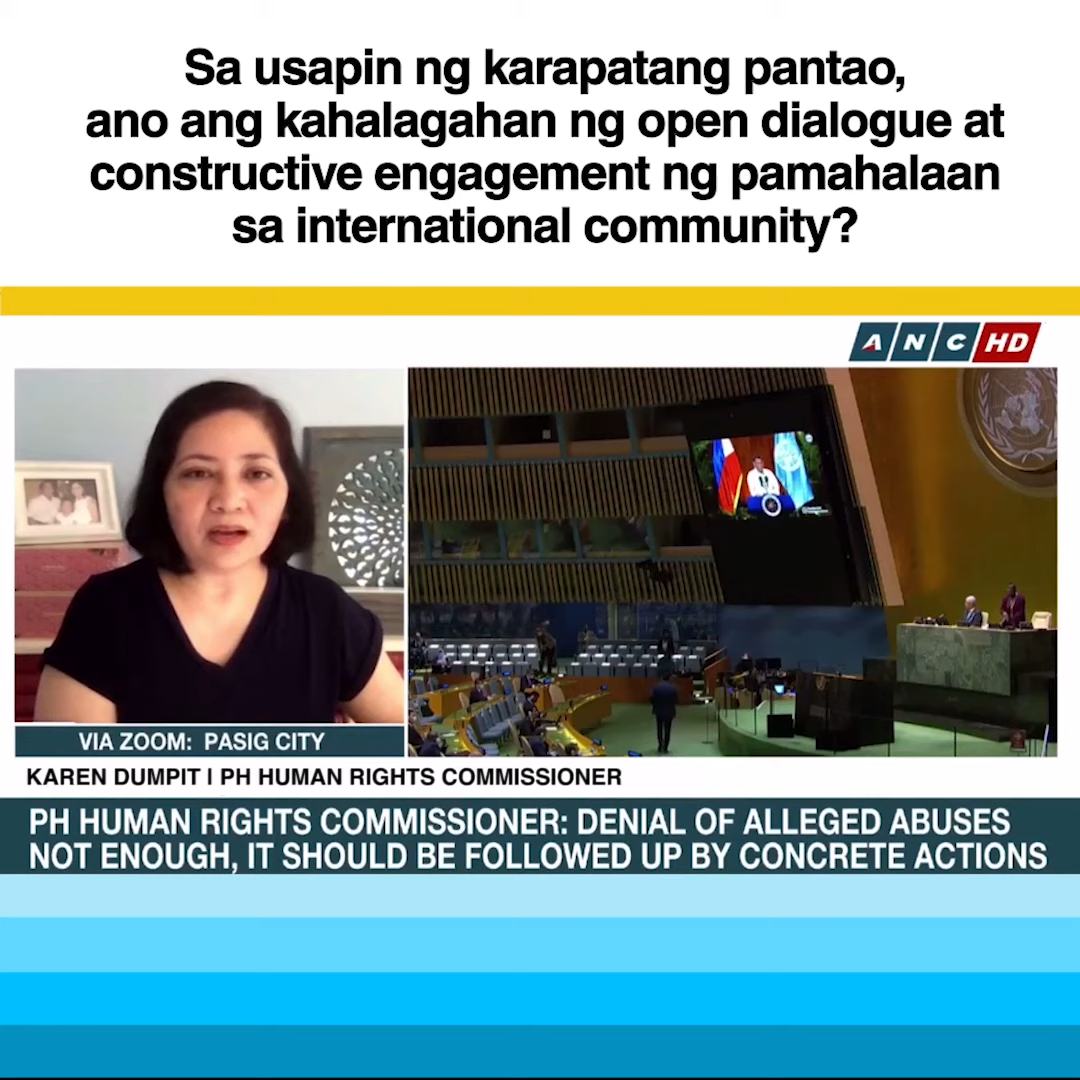 Sa usapin ng karapatang pantao,
ano ang kahalagahan ng open dialogue at
constructive engagement ng pamahalaan
sa international community?
ANC HD
VIA ZOOM: PASIG CITY
KAREN DUMPIT I PH HUMAN RIGHTS COMMISSIONER
PH HUMAN RIGHTS COMMISSIONER: DENIAL OF ALLEGED ABUSES
NOT ENOUGH, IT SHOULD BE FOLLOWED UP BY CONCRETE ACTIONS